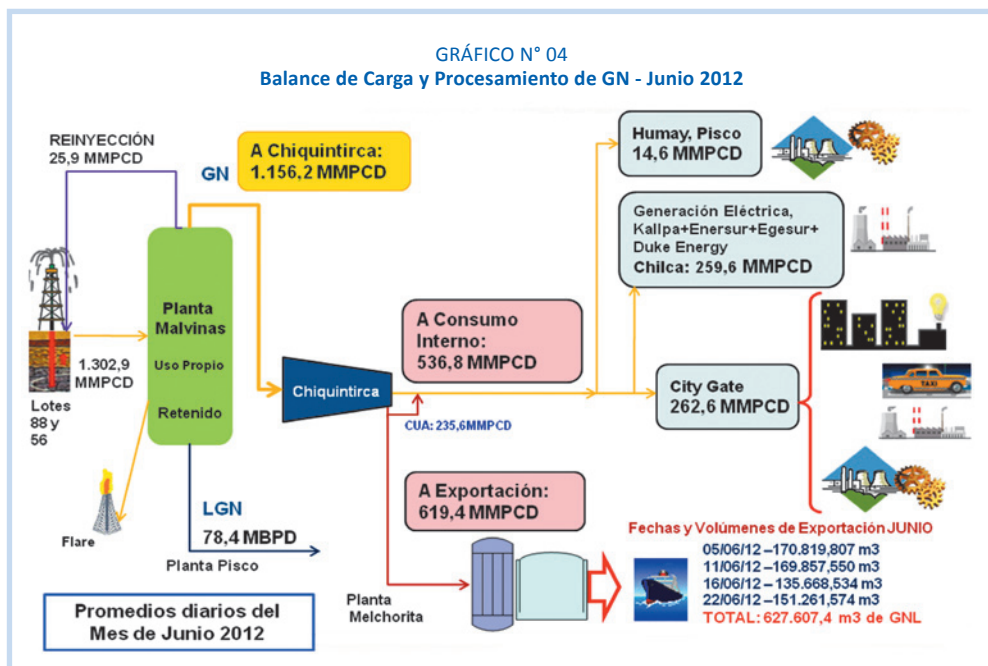 GRÁFICO N° 04
Balance de Carga y Procesamiento de GN - Junio 2012
REINYECCIÓN
25,9 MMPCD
GN
A Chiquintirca:
1.156,2 MMPCD
Humay, Pisco
14,6 MMPCD
Generación Eléctrica,
Kallpa+Enersur+Egesur+
Duke Energy
Chilca: 259,6 MMPCD
Planta
Malvinas
Uso Propio
Retenido
1.302,9
MMPCD
Lotes
88 y
56
A Consumo
Interno:
536,8 MMPCD
Chiquintirca
City Gate
262,6 MMPCD
TAXI
CUA: 235,6MMPCD
A Exportación:
619,4 MMPCD
Flare
LGN
78,4 MBPD
Planta Pisco
Planta
Melchorita
Fechas y Volúmenes de Exportación JUNIO
05/06/12 –170.819,807 m3
11/06/12 –169.857,550 m3
16/06/12 –135.668,534 m3
22/06/12 –151.261,574 m3
TOTAL: 627.607,4 m3 de GNL
Promedios diarios del
Mes de Junio 2012